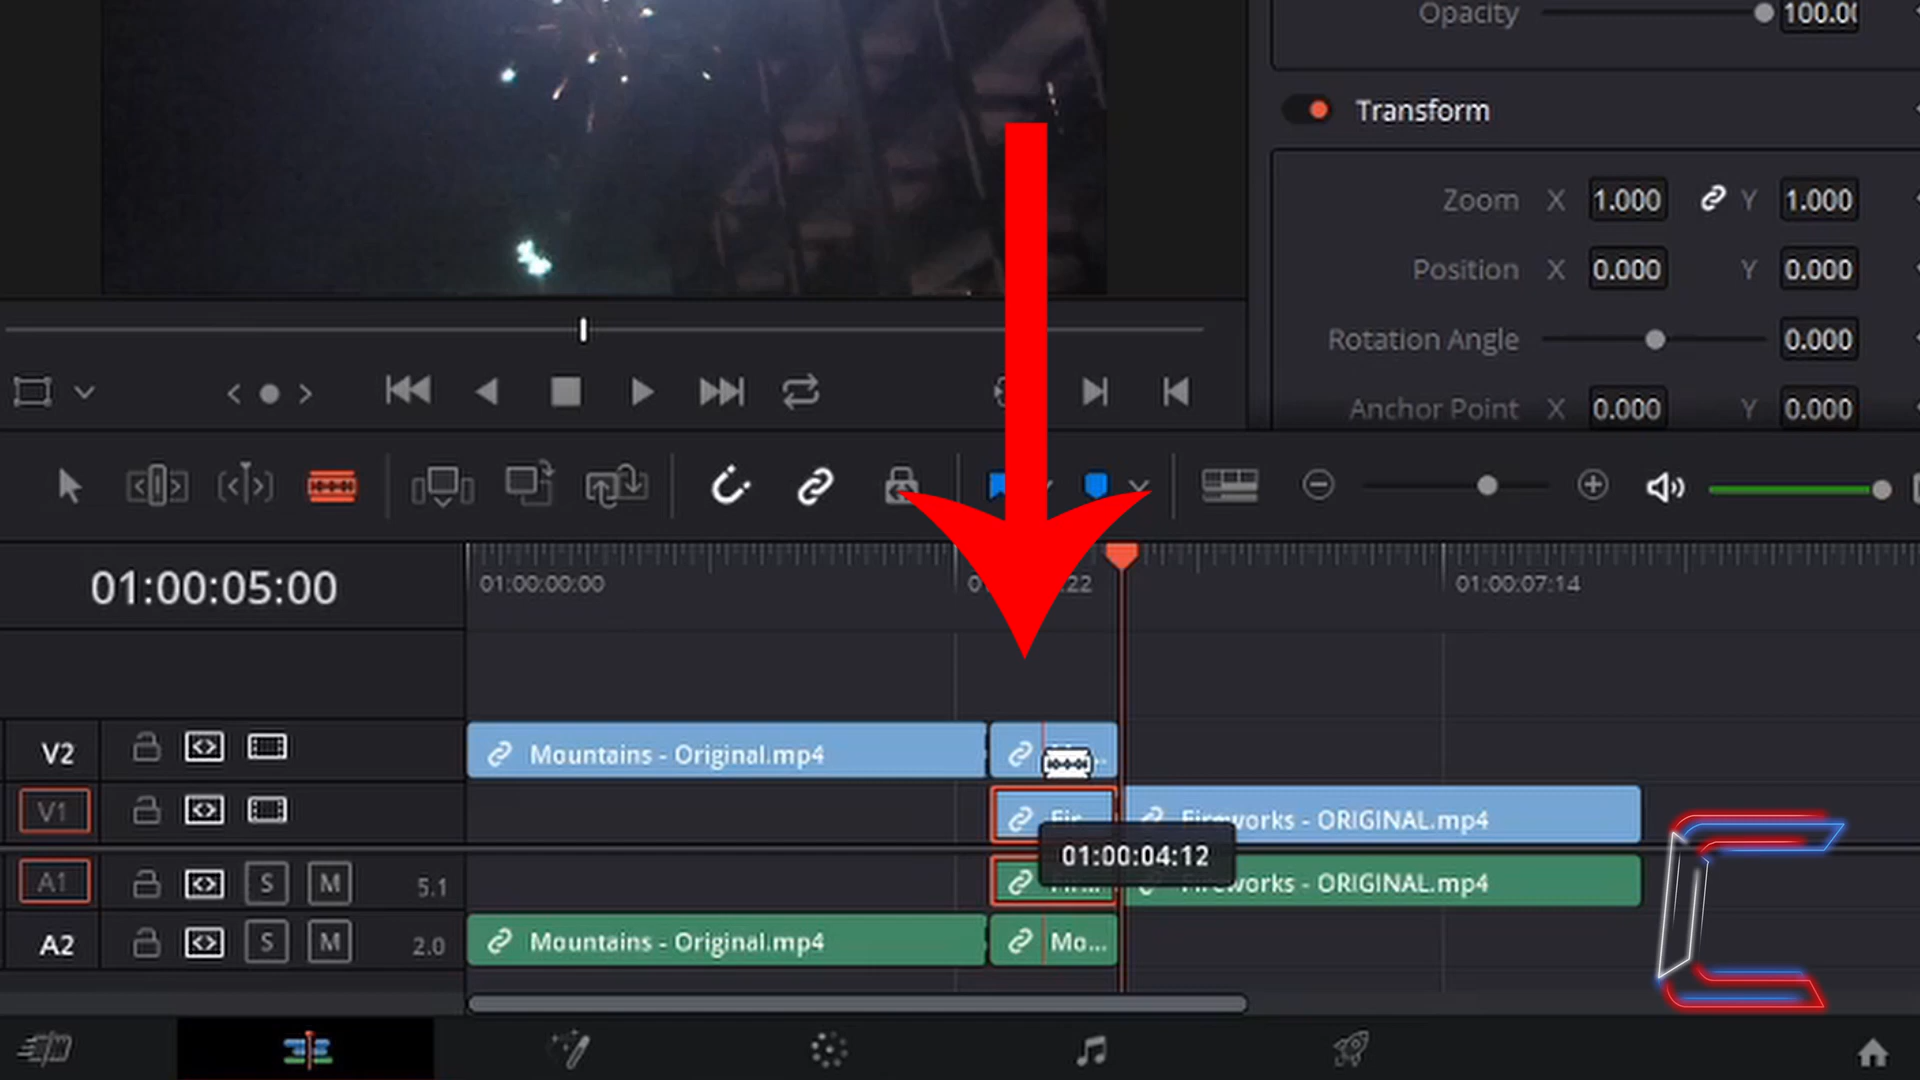 Opacity 100.0
Transform
Zoom X 1.000 Y 1.000
Position X 0.000 Y 0.000
Rotation Angle 0.000
Anchor Point X 0.000 Y 0.000
01:00:05:00
01:00:00:00
22
01:00:07:14
V2
Mountains - Original.mp4
V1
Fir
Fireworks - ORIGINAL.mp4
01:00:04:12
A1 S M 5.1
Fireworks - ORIGINAL.mp4
A2 S M 2.0
Mountains - Original.mp4
Mo...